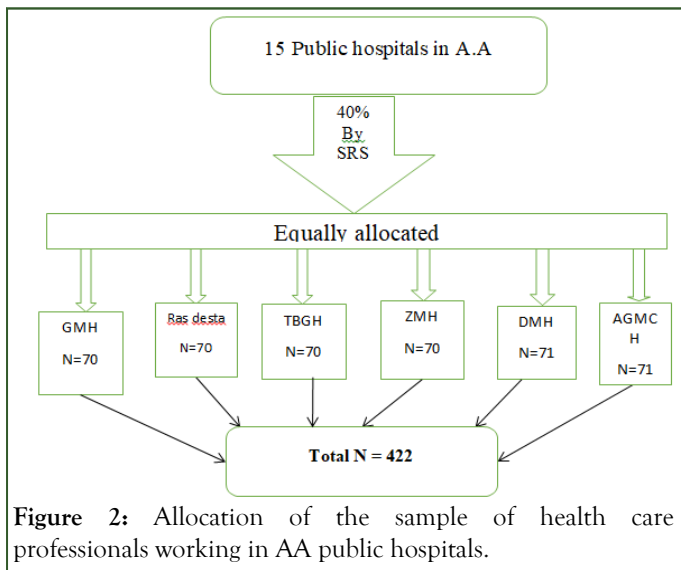 15 Public hospitals in A.A
40%
By
SRS
Equally allocated
GMH
N=70
Ras desta
N=70
TBGH
N=70
ZMH
N=70
DMH
N=71
AGMC
H
N=71
Total N = 422
Figure 2: Allocation of the sample of health care
professionals working in AA public hospitals.